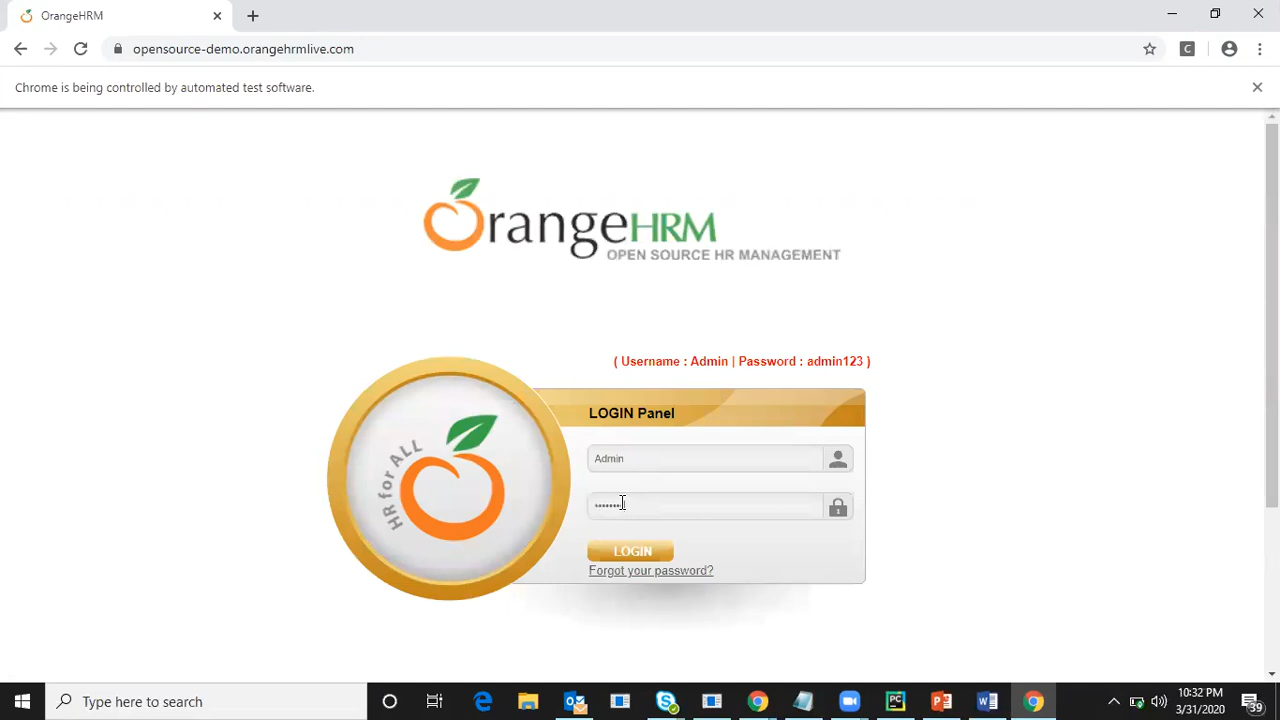 OrangeHRM
opensource-demo.orangehrmlive.com
C
Chrome is being controlled by automated test software.
OrangeHRM
OPEN SOURCE HR MANAGEMENT
( Username : Admin | Password : admin123 )
HR for ALL
LOGIN Panel
Admin
LOGIN
Forgot your password?
Type here to search
10:32 PM
3/31/2020
39